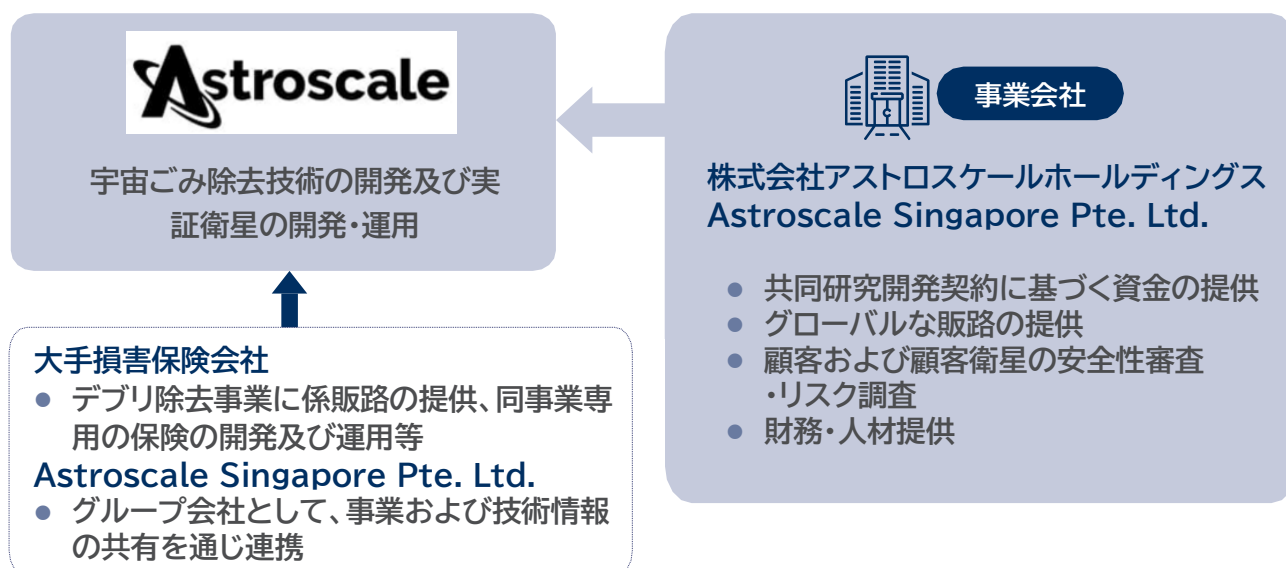 Astroscale
宇宙ごみ除去技術の開発及び実
証衛星の開発・運用
大手損害保険会社
● デブリ除去事業に係販路の提供、同事業専
用の保険の開発及び運用等
Astroscale Singapore Pte. Ltd.
● グループ会社として、事業および技術情報
の共有を通じ連携
事業会社
株式会社アストロスケールホールディングス
Astroscale Singapore Pte. Ltd.
● 共同研究開発契約に基づく資金の提供
● グローバルな販路の提供
● 顧客および顧客衛星の安全性審査
・リスク調査
● 財務・人材提供